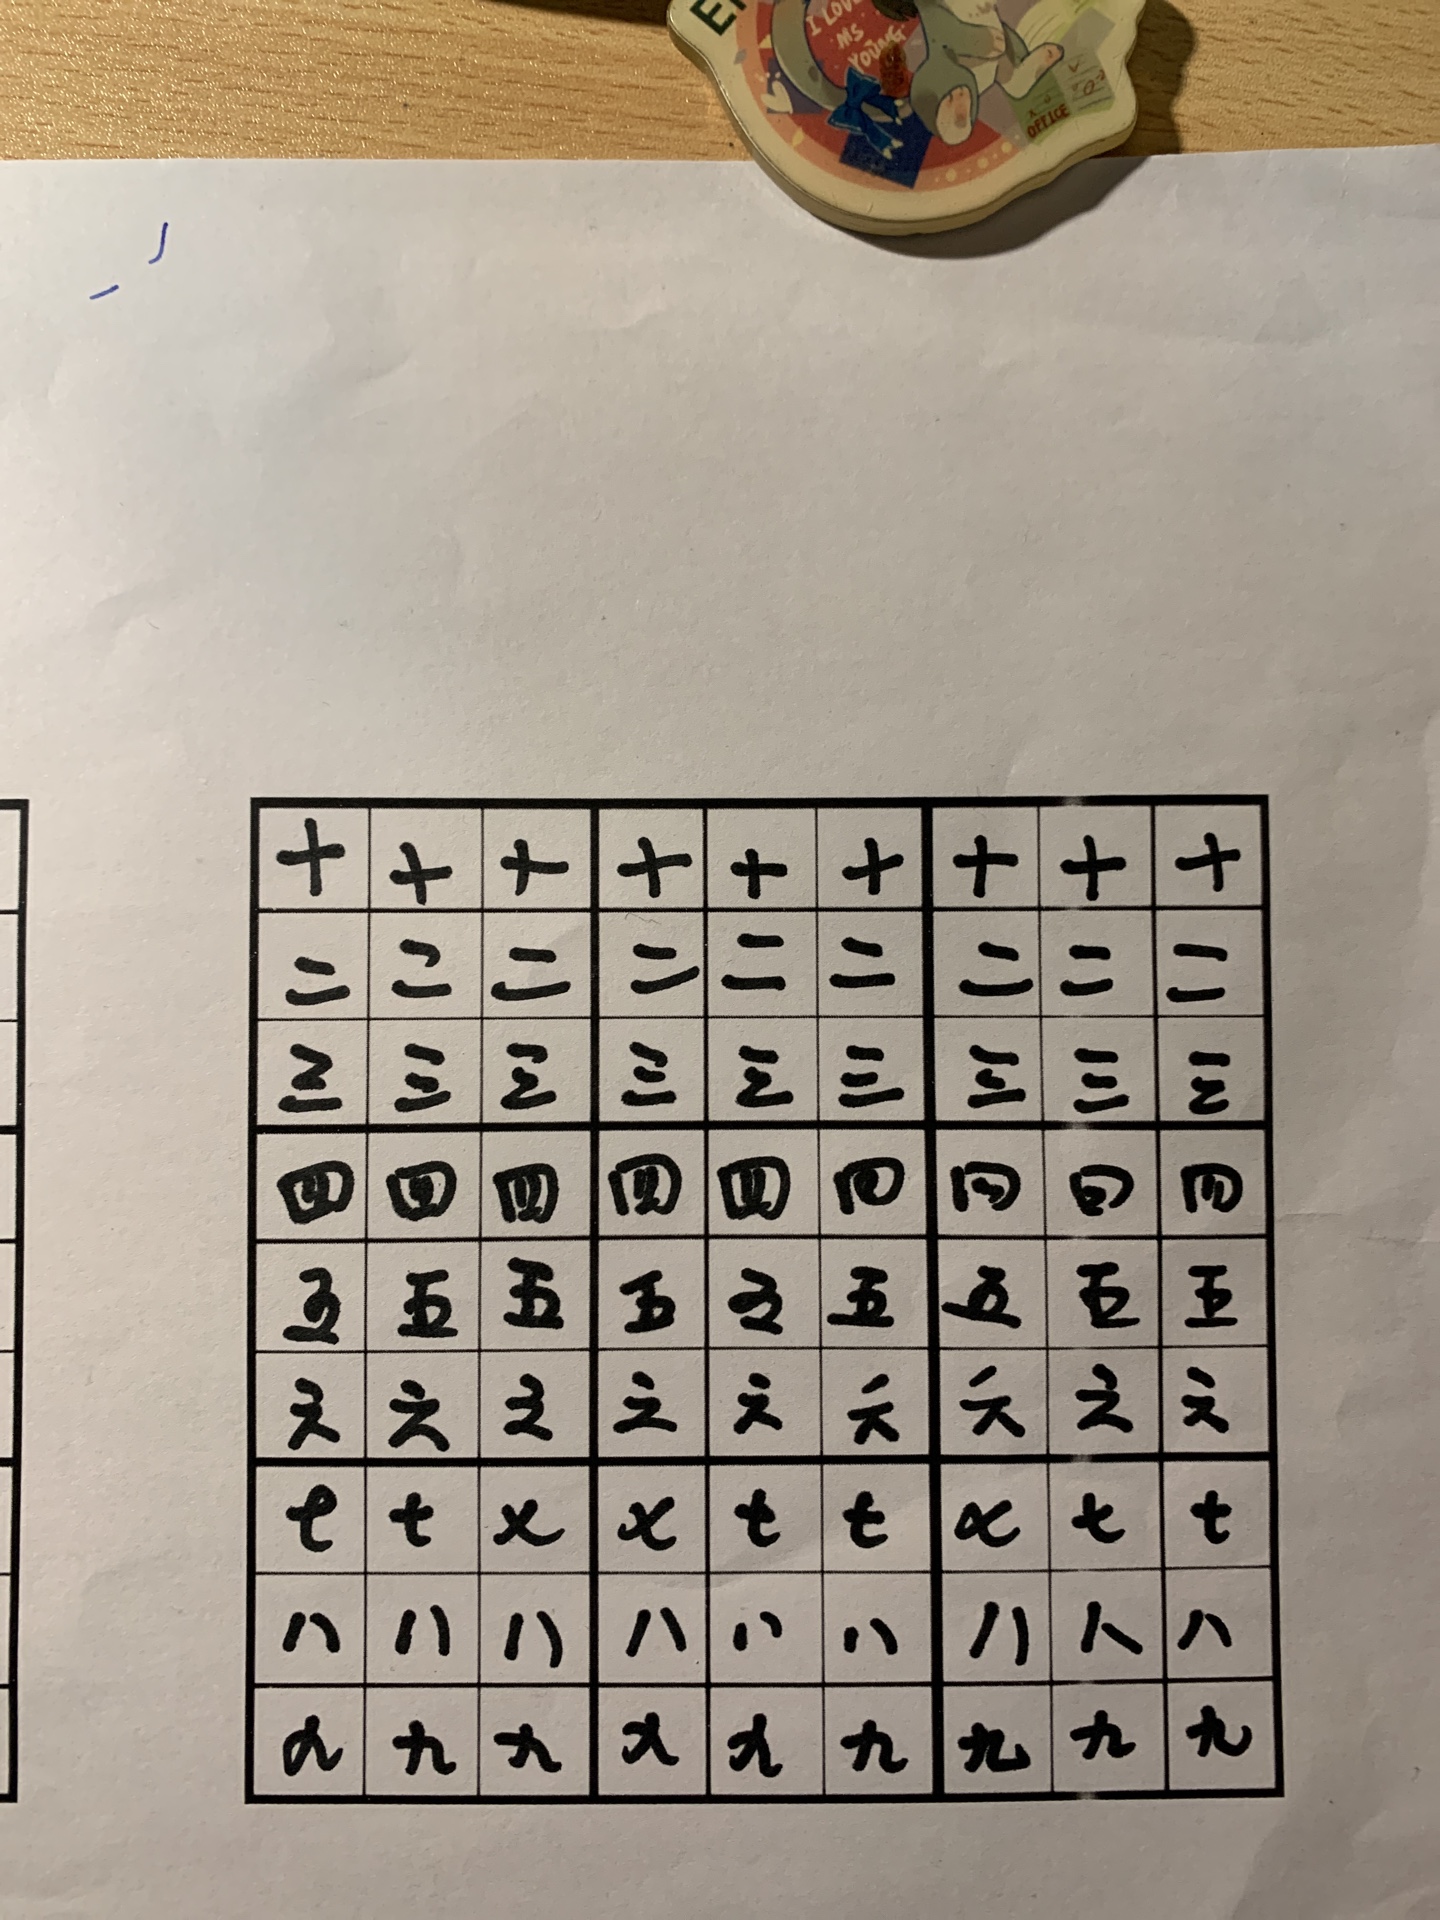 EI
I LOVE
MS
YOUNG
OFFICE
十 十 十 十 十 十 十 十 十
二 二 二 二 二 二 二 二 二
三 三 三 三 三 三 三 三 三
四 四 四 四 四 四 四 四 四
五 五 五 五 五 五 五 五 五
六 六 六 六 六 六 六 六 六
七 七 七 七 七 七 七 七 七
八 八 八 八 八 八 八 八 八
九 九 九 九 九 九 九 九 九